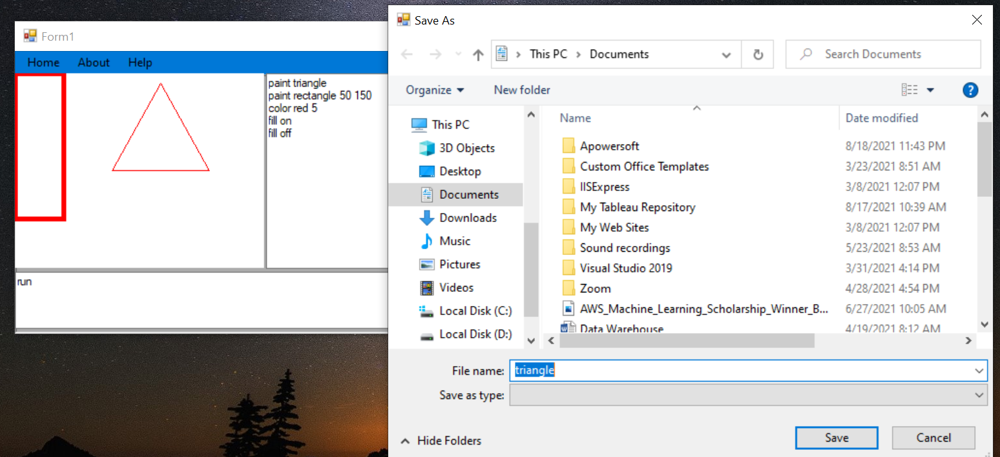 Form1
Home About Help
paint triangle
paint rectangle 50 150
color red 5
fill on
fill off
run
Save As
This PC > Documents
Search Documents
Organize New folder
?
This PC
3D Objects
Desktop
Documents
Downloads
Music
Pictures
Videos
Local Disk (C:)
Local Disk (D:)
Name Date modified
Apowersoft 8/18/2021 11:43 PM
Custom Office Templates 3/23/2021 8:51 AM
IISExpress 3/8/2021 12:07 PM
My Tableau Repository 8/17/2021 10:39 AM
My Web Sites 3/8/2021 12:07 PM
Sound recordings 5/23/2021 8:53 AM
Visual Studio 2019 3/31/2021 4:14 PM
Zoom 4/28/2021 4:54 PM
AWS_Machine_Learning_Scholarship_Winner_B... 6/27/2021 10:05 AM
Data Warehouse 4/19/2021 8:12 AM
File name: triangle
Save as type:
Hide Folders
Save Cancel